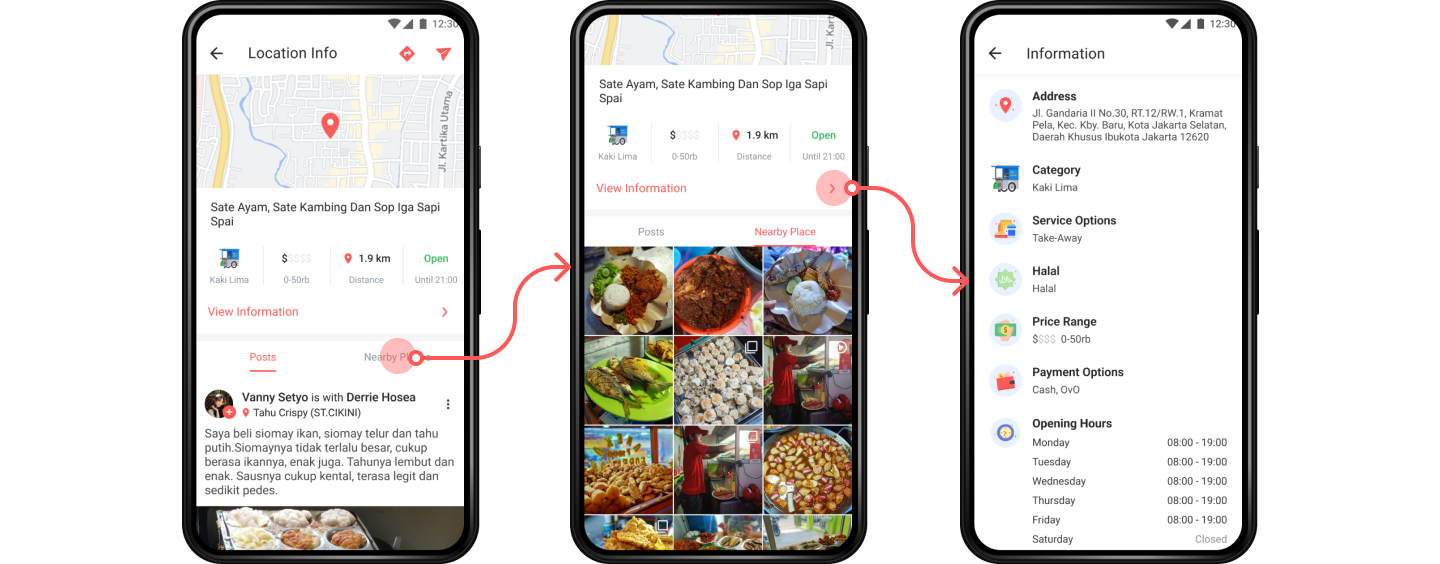 12:30
Location Info
Jl. Kartika Utama
Sate Ayam, Sate Kambing Dan Sop Iga Sapi
Spai
$$$$$
1.9 km
Open
Kaki Lima
0-50rb
Distance
Until 21:00
View Information
Posts
Nearby
Vanny Setyo is with Derrie Hosea
Tahu Crispy (ST.CIKINI)
Saya beli siomay ikan, siomay telur dan tahu
putih.Siomaynya tidak terlalu besar, cukup
berasa ikannya, enak juga. Tahunya lembut dan
enak. Sausnya cukup kental, terasa legit dan
sedikit pedes.
Jl. Kart
Sate Ayam, Sate Kambing Dan Sop Iga Sapi
Spai
$$$$$
1.9 km
Open
Kaki Lima
0-50rb
Distance
Until 21:00
View Information
Posts
Nearby Place
12:30
Information
Address
Jl. Gandaria II No.30, RT.12/RW.1, Kramat
Pela, Kec. Kby. Baru, Kota Jakarta Selatan,
Daerah Khusus Ibukota Jakarta 12620
Category
Kaki Lima
Service Options
Take-Away
Halal
Halal
Price Range
$$$$ 0-50rb
Payment Options
Cash, OvO
Opening Hours
Monday 08:00 - 19:00
Tuesday 08:00 - 19:00
Wednesday 08:00 - 19:00
Thursday 08:00 - 19:00
Friday 08:00 - 19:00
Saturday Closed